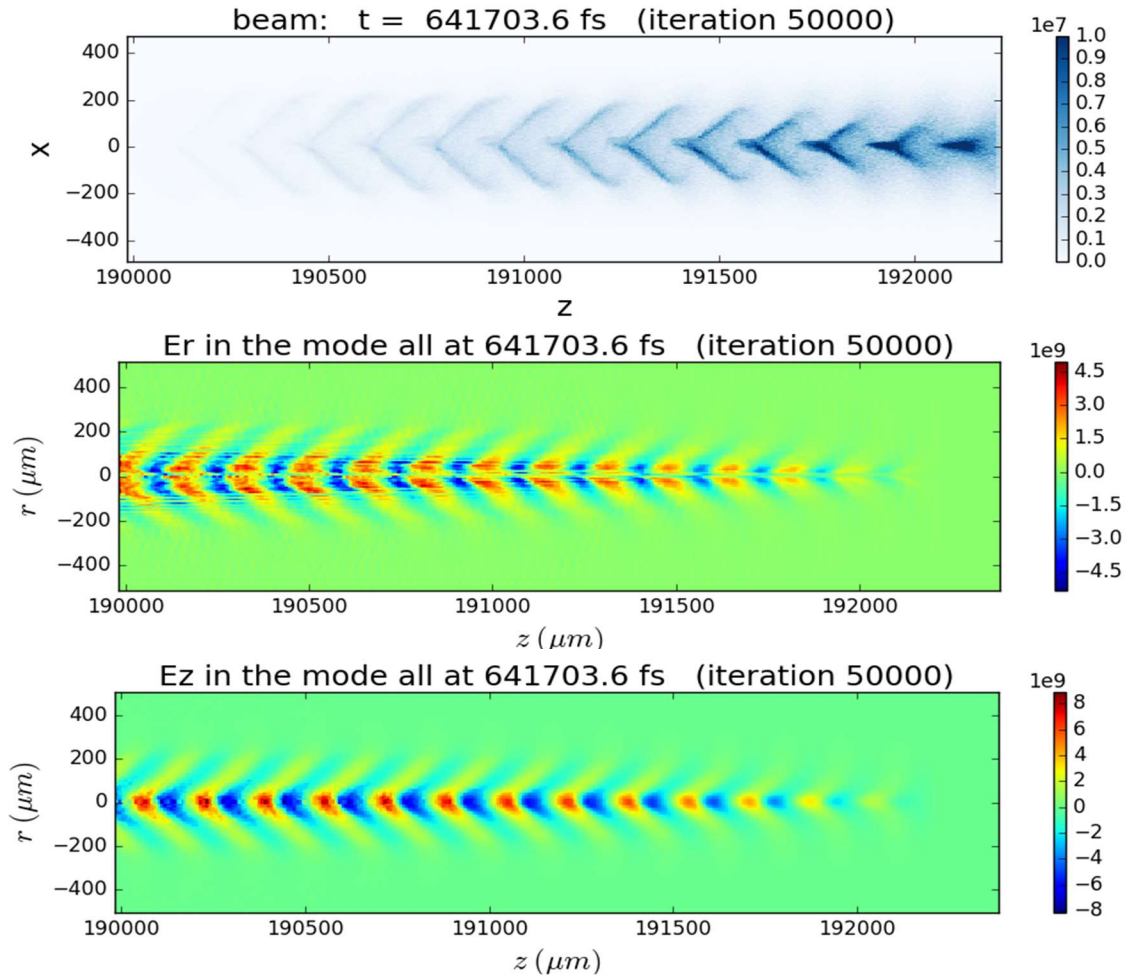 beam: t = 641703.6 fs (iteration 50000)
1e7
400
200
0
−200
−400
x
190000 190500 191000 191500 192000
z
1.0
0.9
0.8
0.7
0.6
0.5
0.4
0.3
0.2
0.1
0.0
Er in the mode all at 641703.6 fs (iteration 50000)
1e9
400
200
0
−200
−400
r (μm)
190000 190500 191000 191500 192000
z (μm)
4.5
3.0
1.5
0.0
−1.5
−3.0
−4.5
Ez in the mode all at 641703.6 fs (iteration 50000)
1e9
400
200
0
−200
−400
r (μm)
190000 190500 191000 191500 192000
z (μm)
8
6
4
2
0
−2
−4
−6
−8